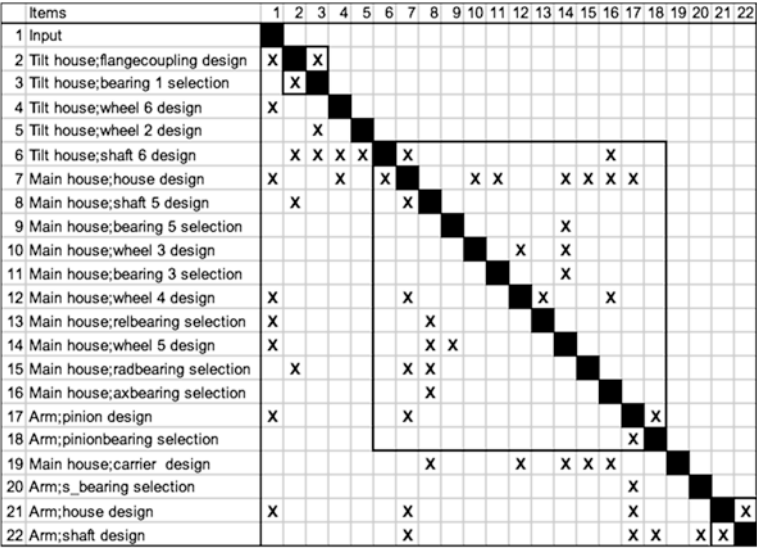 Items 1 2 3 4 5 6 7 8 9 10 11 12 13 14 15 16 17 18 19 20 21 22
1 Input
2 Tilt house;flangecoupling design X X
3 Tilt house;bearing 1 selection X
4 Tilt house;wheel 6 design X
5 Tilt house;wheel 2 design X
6 Tilt house;shaft 6 design X X X X X X
7 Main house;house design X X X X X X X X X
8 Main house;shaft 5 design X X
9 Main house;bearing 5 selection X
10 Main house;wheel 3 design X X
11 Main house;bearing 3 selection X
12 Main house;wheel 4 design X X X X
13 Main house;relbearing selection X X
14 Main house;wheel 5 design X X X
15 Main house;radbearing selection X X X
16 Main house;axbearing selection X
17 Arm;pinion design X X X
18 Arm;pinionbearing selection X
19 Main house;carrier design X X X X X
20 Arm;s_bearing selection X
21 Arm;house design X X X X
22 Arm;shaft design X X X X X